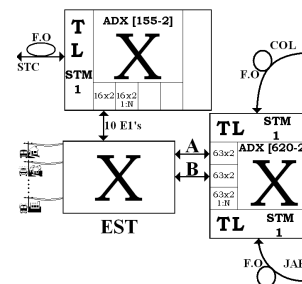 F.O
STC
T
L
STM
1
ADX [155-2]
X
16x2
16x2
1:N
10 E1's
X
EST
A
B
COL
F.O
TL
STM
1
ADX [620-2
63x2
63x2
63x2
1:N
X
TL
STM
1
F.O